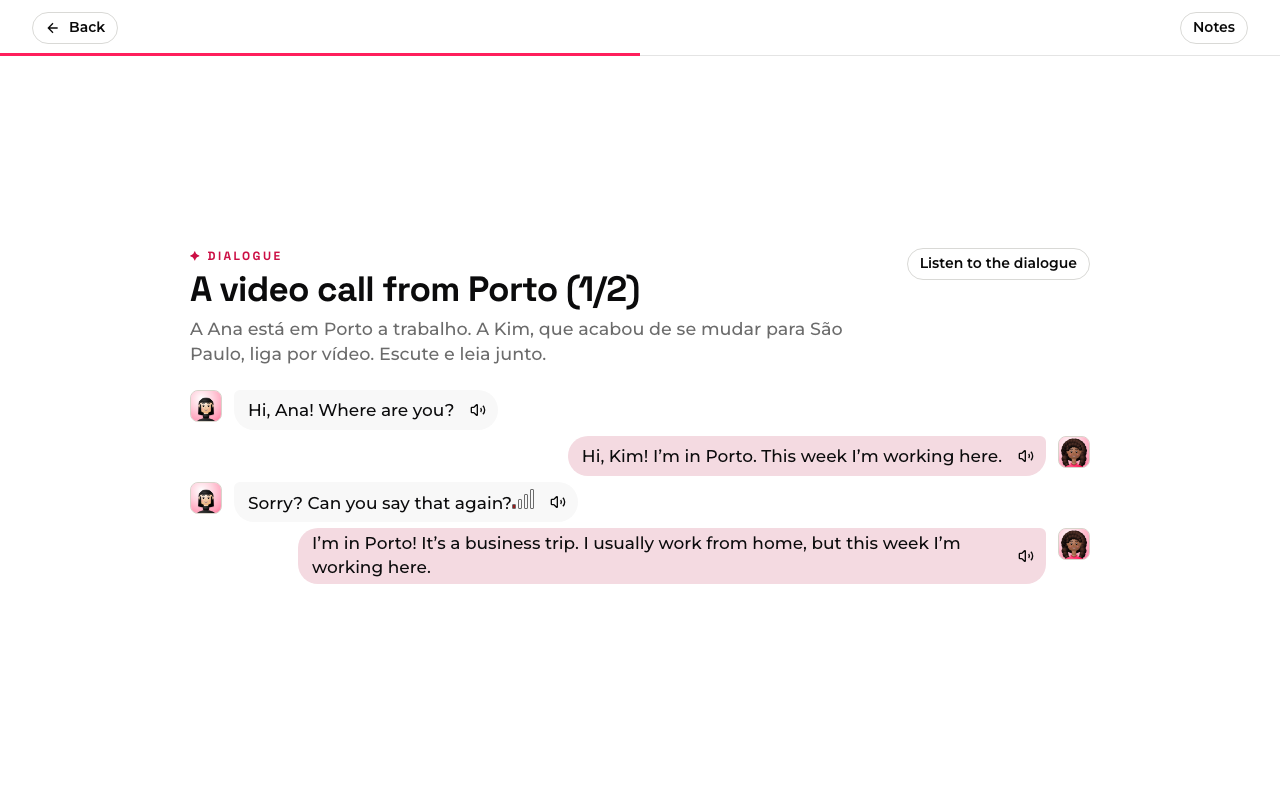 Back
Notes
DIALOGUE
A video call from Porto (1/2)
Listen to the dialogue
A Ana está em Porto a trabalho. A Kim, que acabou de se mudar para São
Paulo, liga por vídeo. Escute e leia junto.
Hi, Ana! Where are you?
Hi, Kim! I’m in Porto. This week I’m working here.
Sorry? Can you say that again?
I’m in Porto! It’s a business trip. I usually work from home, but this week I’m
working here.